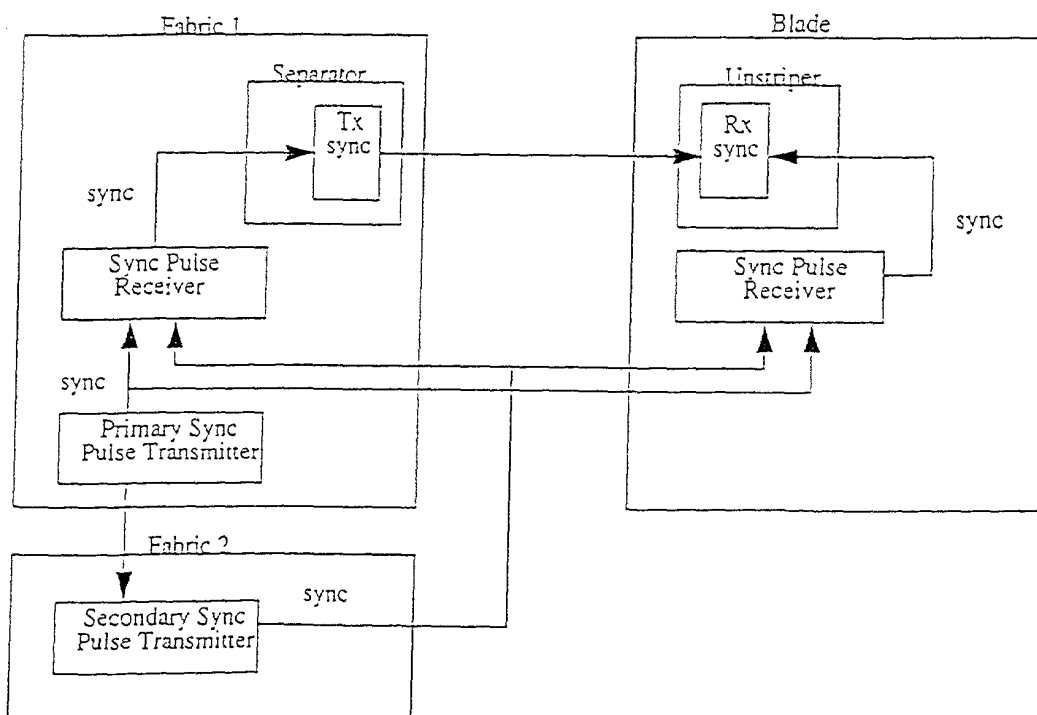 Fabric 1
Blade
Separator
Unstriper
Tx
sync
Rx
sync
sync
sync
Sync Pulse
Receiver
Sync Pulse
Receiver
sync
Primary Sync
Pulse Transmitter
Fabric 2
sync
Secondary Sync
Pulse Transmitter